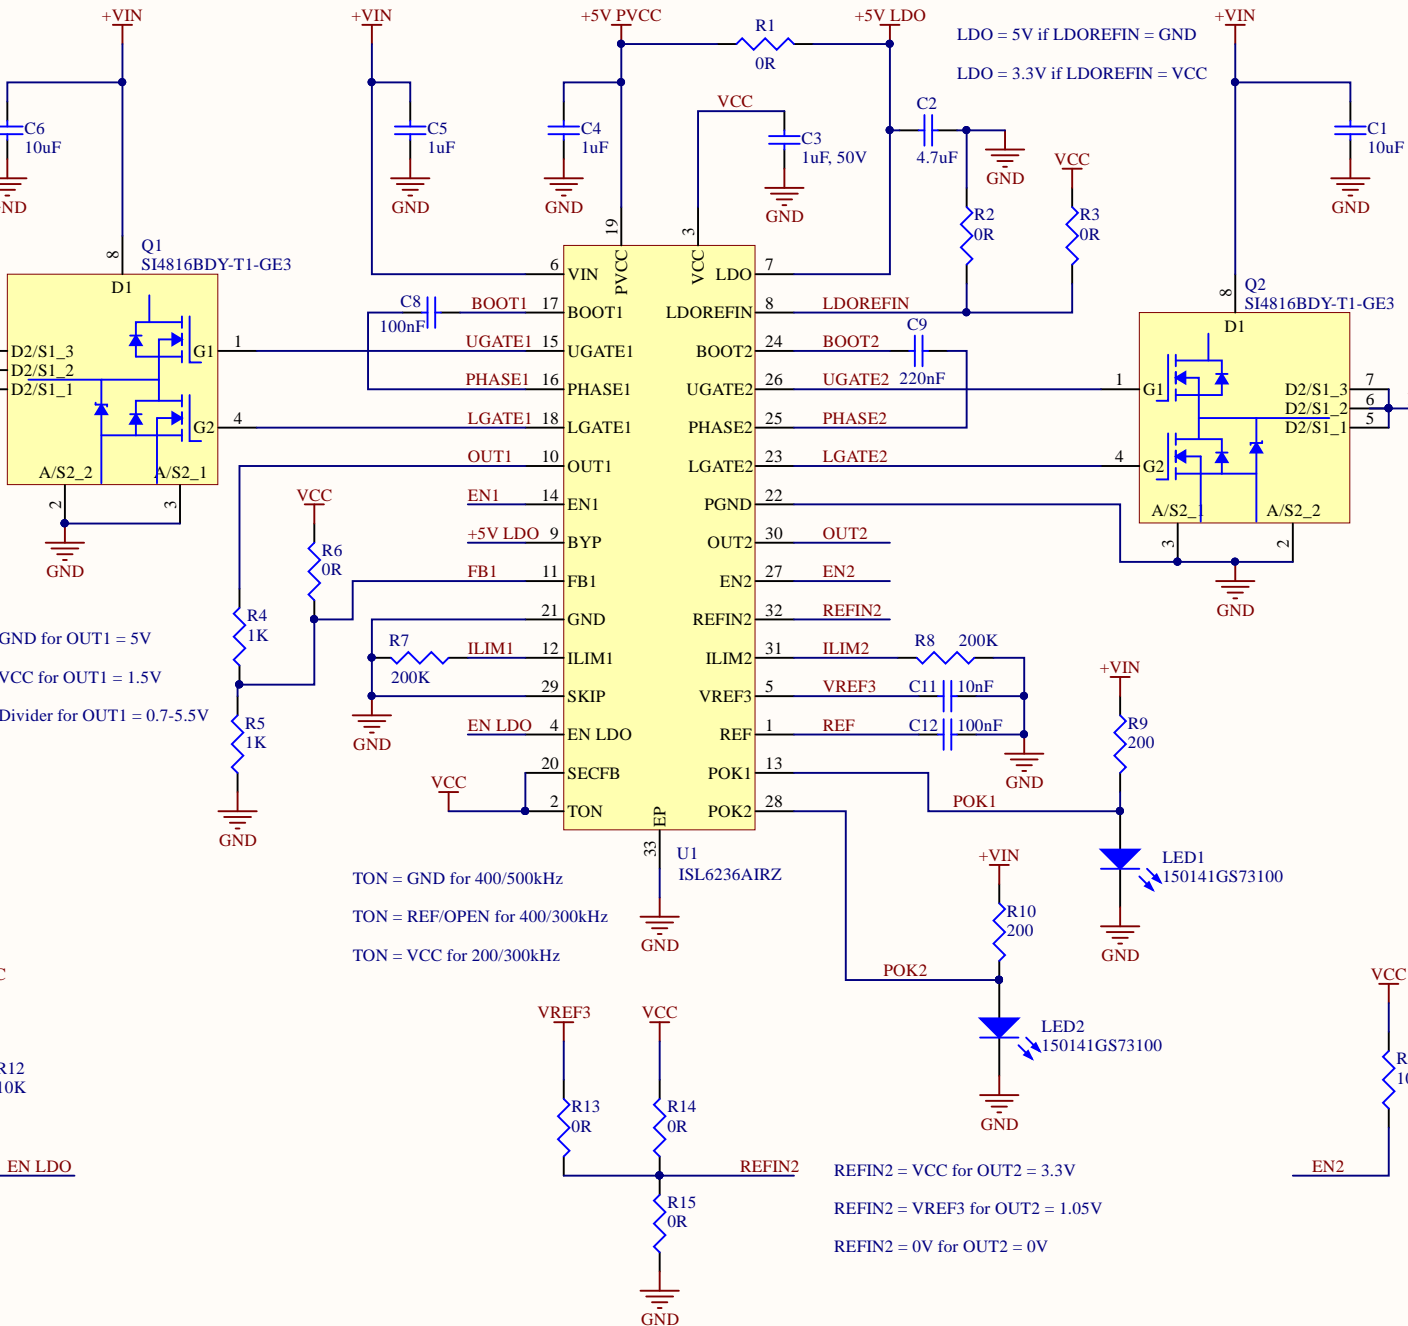 +VIN
+VIN
+5V PVCC
R1
0R
+5V LDO
LDO = 5V if LDOREFIN = GND
LDO = 3.3V if LDOREFIN = VCC
+VIN
C6
10uF
C5
1uF
GND
C4
1uF
GND
VCC
C3
1uF, 50V
GND
C2
4.7uF
GND
VCC
R2
0R
R3
0R
C1
10uF
GND
8
Q1
SI4816BDY-T1-GE3
D1
D2/S1_3
D2/S1_2
D2/S1_1
G1
1
G2
4
A/S2_2
A/S2_1
2
3
GND
C8
100nF
19
3
PVCC
VCC
6
VIN
BOOT1
17
BOOT1
UGATE1
15
UGATE1
PHASE1
16
PHASE1
LGATE1
18
LGATE1
OUT1
10
OUT1
EN1
14
EN1
+5V LDO
9
BYP
FB1
11
FB1
21
GND
ILIM1
12
ILIM1
29
SKIP
EN LDO
4
EN LDO
20
SECFB
2
TON
LDO
7
LDOREFIN
8
LDOREFIN
BOOT2
24
BOOT2
UGATE2
26
UGATE2
PHASE2
25
PHASE2
LGATE2
23
LGATE2
PGND
22
OUT2
30
OUT2
EN2
27
EN2
REFIN2
32
REFIN2
ILIM2
31
ILIM2
VREF3
5
VREF3
REF
1
REF
POK1
13
POK2
28
EP
33
U1
ISL6236AIRZ
GND
C9
220nF
8
Q2
SI4816BDY-T1-GE3
D1
1
G1
4
G2
D2/S1_3
7
D2/S1_2
6
D2/S1_1
5
A/S2_1
A/S2_2
3
2
GND
VCC
R6
0R
R4
1K
R5
1K
GND
GND for OUT1 = 5V
VCC for OUT1 = 1.5V
Divider for OUT1 = 0.7-5.5V
R7
200K
GND
VCC
R8
200K
C11
10nF
C12
100nF
GND
POK1
+VIN
R9
200
LED1
150141GS73100
GND
TON = GND for 400/500kHz
TON = REF/OPEN for 400/300kHz
TON = VCC for 200/300kHz
+VIN
R10
200
POK2
LED2
150141GS73100
GND
R12
10K
EN LDO
VREF3
VCC
R13
0R
R14
0R
REFIN2
R15
0R
GND
REFIN2 = VCC for OUT2 = 3.3V
REFIN2 = VREF3 for OUT2 = 1.05V
REFIN2 = 0V for OUT2 = 0V
VCC
EN2